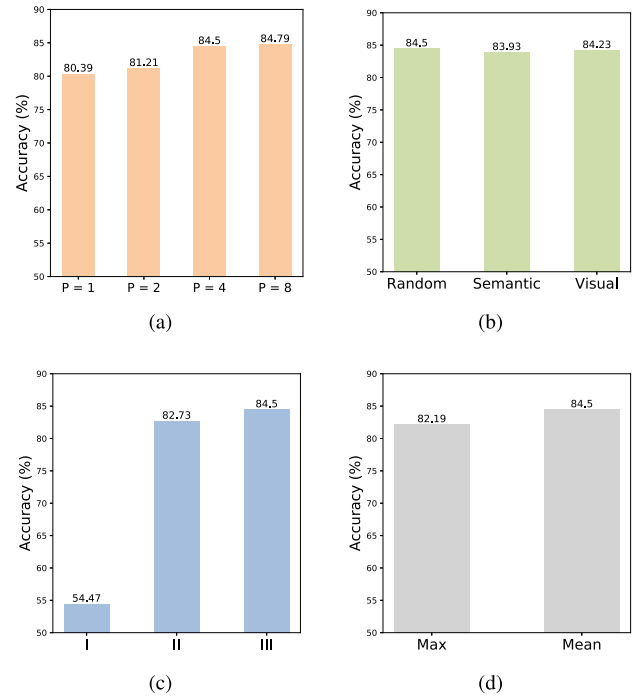 90
85
80
75
70
65
60
55
50
Accuracy (%)
80.39
81.21
84.5
84.79
P = 1
P = 2
P = 4
P = 8
(a)
90
85
80
75
70
65
60
55
50
Accuracy (%)
84.5
83.93
84.23
Random
Semantic
Visual
(b)
90
85
80
75
70
65
60
55
50
Accuracy (%)
54.47
82.73
84.5
I
II
III
(c)
90
85
80
75
70
65
60
55
50
Accuracy (%)
82.19
84.5
Max
Mean
(d)